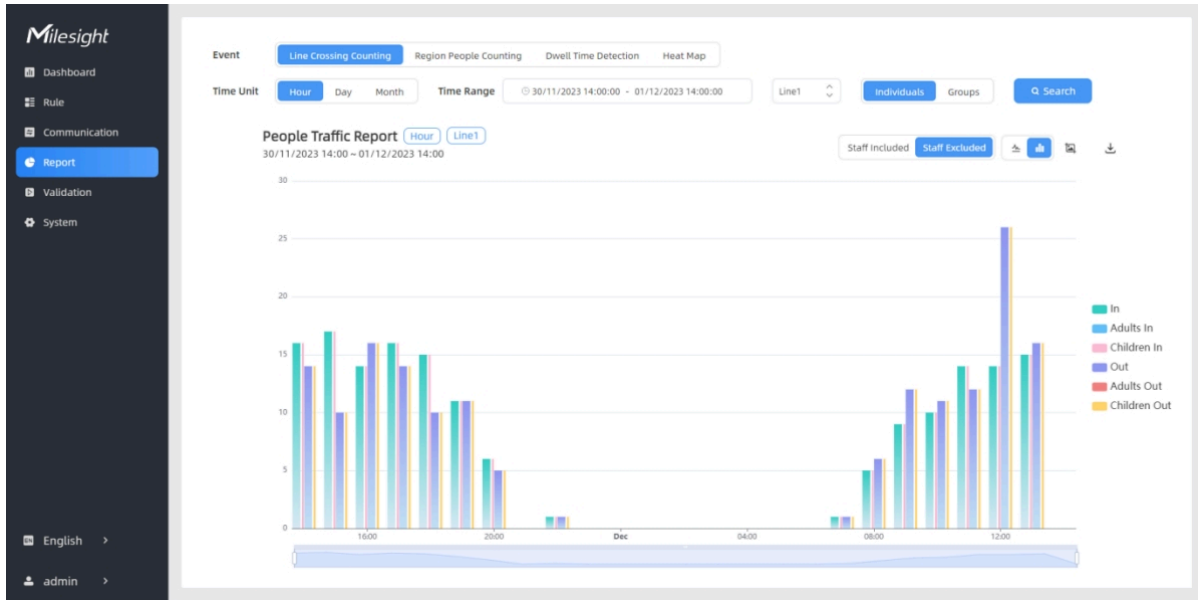 Milesight
Dashboard
Rule
Communication
Report
Validation
System
EN English >
admin >
Event Line Crossing Counting Region People Counting Dwell Time Detection Heat Map
Time Unit Hour Day Month Time Range 30/11/2023 14:00:00 - 01/12/2023 14:00:00 Line1 Individuals Groups Search
People Traffic Report Hour Line1
30/11/2023 14:00 ~ 01/12/2023 14:00
Staff Included Staff Excluded
30
25
20
15
10
5
0
16:00 20:00 Dec 04:00 08:00 12:00
In
Adults In
Children In
Out
Adults Out
Children Out